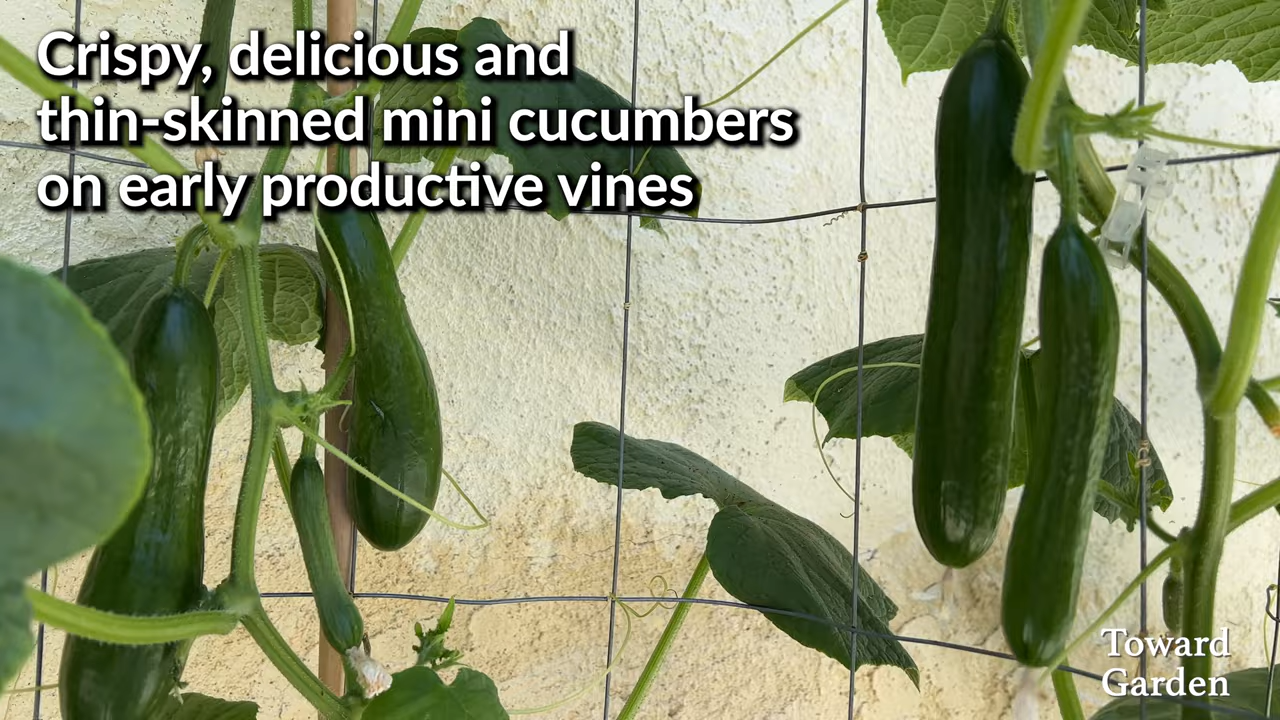 Crispy, delicious and
thin-skinned mini cucumbers
on early productive vines
Toward
Garden